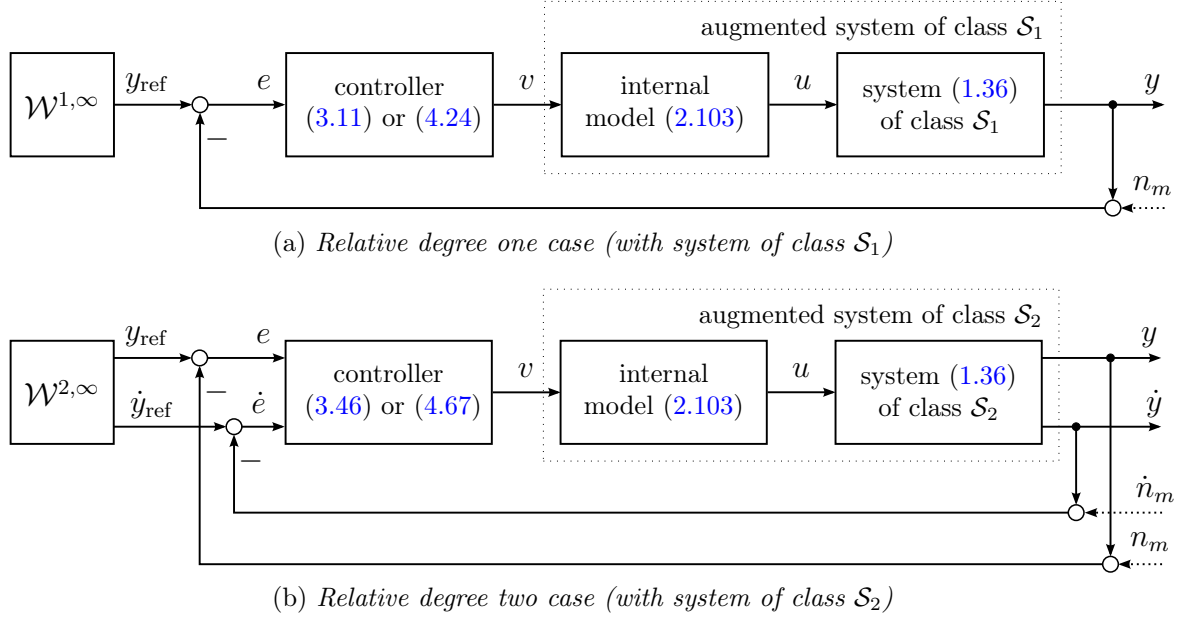 augmented system of class 𝒮₁
𝒲^{1,∞}
y_ref
−
e
controller
(3.11) or (4.24)
v
internal
model (2.103)
u
system (1.36)
of class 𝒮₁
y
n_m
(a) Relative degree one case (with system of class 𝒮₁)
augmented system of class 𝒮₂
𝒲^{2,∞}
y_ref
ẏ_ref
−
−
e
ė
controller
(3.46) or (4.67)
v
internal
model (2.103)
u
system (1.36)
of class 𝒮₂
y
ẏ
ṅ_m
n_m
(b) Relative degree two case (with system of class 𝒮₂)